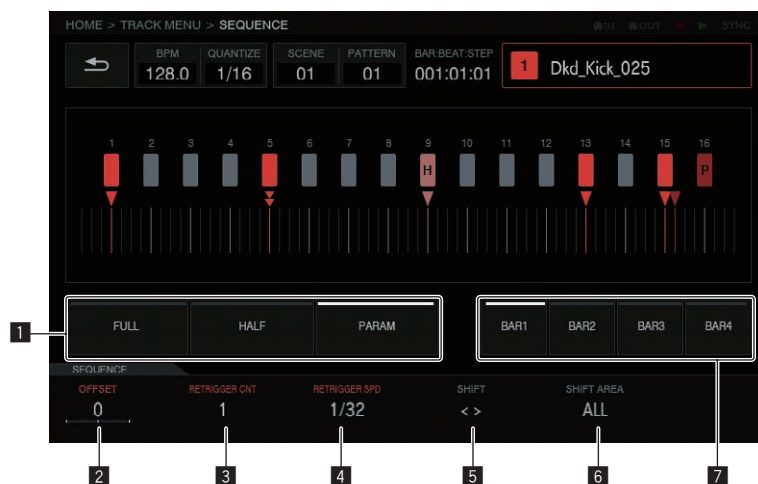 HOME > TRACK MENU > SEQUENCE
IN OUT SYNC
BPM QUANTIZE SCENE PATTERN BAR:BEAT:STEP
128.0 1/16 01 01 001:01:01 1 Dkd_Kick_025
1 2 3 4 5 6 7 8 9 10 11 12 13 14 15 16
H P
1 FULL HALF PARAM BAR1 BAR2 BAR3 BAR4
SEQUENCE
OFFSET RETRIGGER CNT RETRIGGER SPD SHIFT SHIFT AREA
0 1 1/32 < > ALL
2 3 4 5 6 7